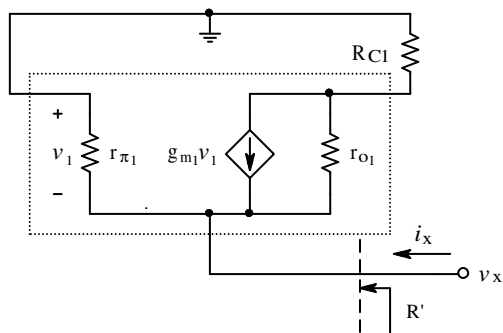 R_C1
+
v_1 r_π1 g_m1 v_1 r_o1
−
i_x
v_x
R'